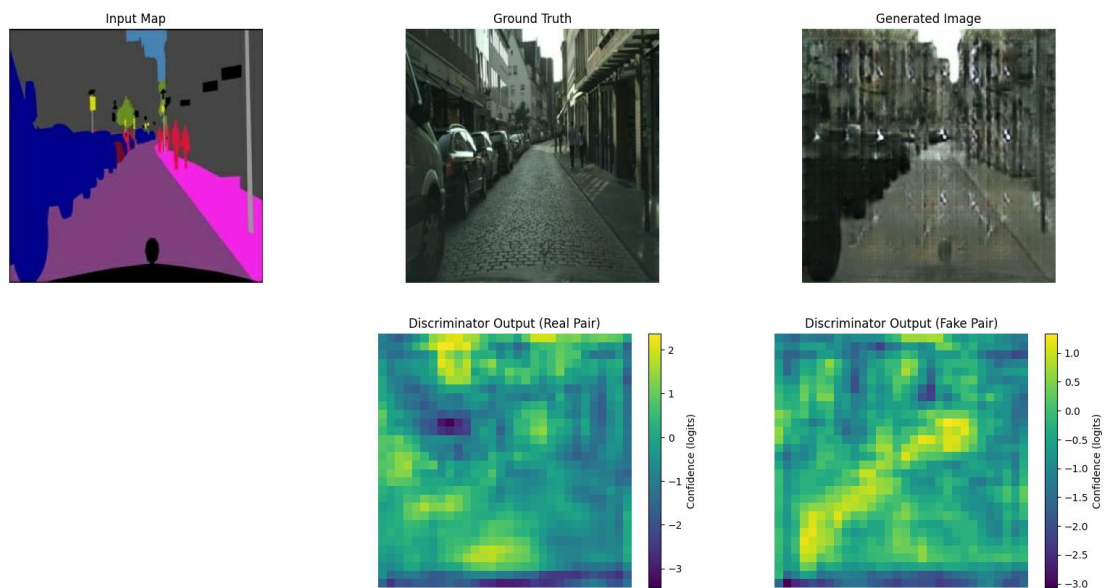 Input Map
Ground Truth
Generated Image
Discriminator Output (Real Pair)
2
1
0
−1
−2
−3
Confidence (logits)
Discriminator Output (Fake Pair)
1.0
0.5
0.0
−0.5
−1.0
−1.5
−2.0
−2.5
−3.0
Confidence (logits)